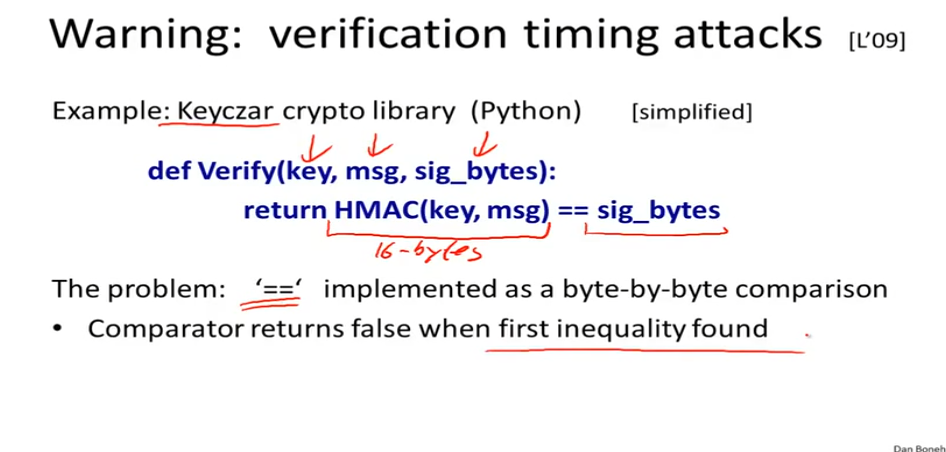 Warning: verification timing attacks [L’09]
Example: Keyczar crypto library (Python) [simplified]
def Verify(key, msg, sig_bytes):
return HMAC(key, msg) == sig_bytes
16-bytes
The problem: ‘==‘ implemented as a byte-by-byte comparison
• Comparator returns false when first inequality found
Dan Boneh